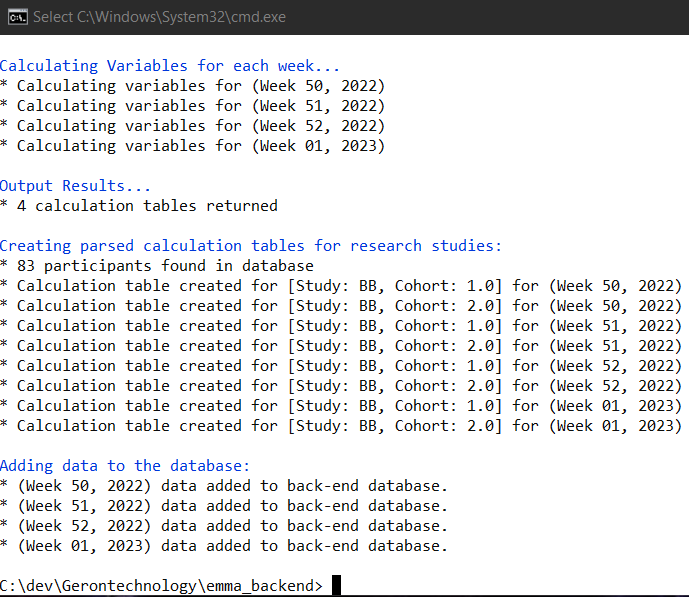 Select C:\Windows\System32\cmd.exe
Calculating Variables for each week...
* Calculating variables for (Week 50, 2022)
* Calculating variables for (Week 51, 2022)
* Calculating variables for (Week 52, 2022)
* Calculating variables for (Week 01, 2023)
Output Results...
* 4 calculation tables returned
Creating parsed calculation tables for research studies:
* 83 participants found in database
* Calculation table created for [Study: BB, Cohort: 1.0] for (Week 50, 2022)
* Calculation table created for [Study: BB, Cohort: 2.0] for (Week 50, 2022)
* Calculation table created for [Study: BB, Cohort: 1.0] for (Week 51, 2022)
* Calculation table created for [Study: BB, Cohort: 2.0] for (Week 51, 2022)
* Calculation table created for [Study: BB, Cohort: 1.0] for (Week 52, 2022)
* Calculation table created for [Study: BB, Cohort: 2.0] for (Week 52, 2022)
* Calculation table created for [Study: BB, Cohort: 1.0] for (Week 01, 2023)
* Calculation table created for [Study: BB, Cohort: 2.0] for (Week 01, 2023)
Adding data to the database:
* (Week 50, 2022) data added to back-end database.
* (Week 51, 2022) data added to back-end database.
* (Week 52, 2022) data added to back-end database.
* (Week 01, 2023) data added to back-end database.
C:\dev\Gerontechnology\emma_backend>